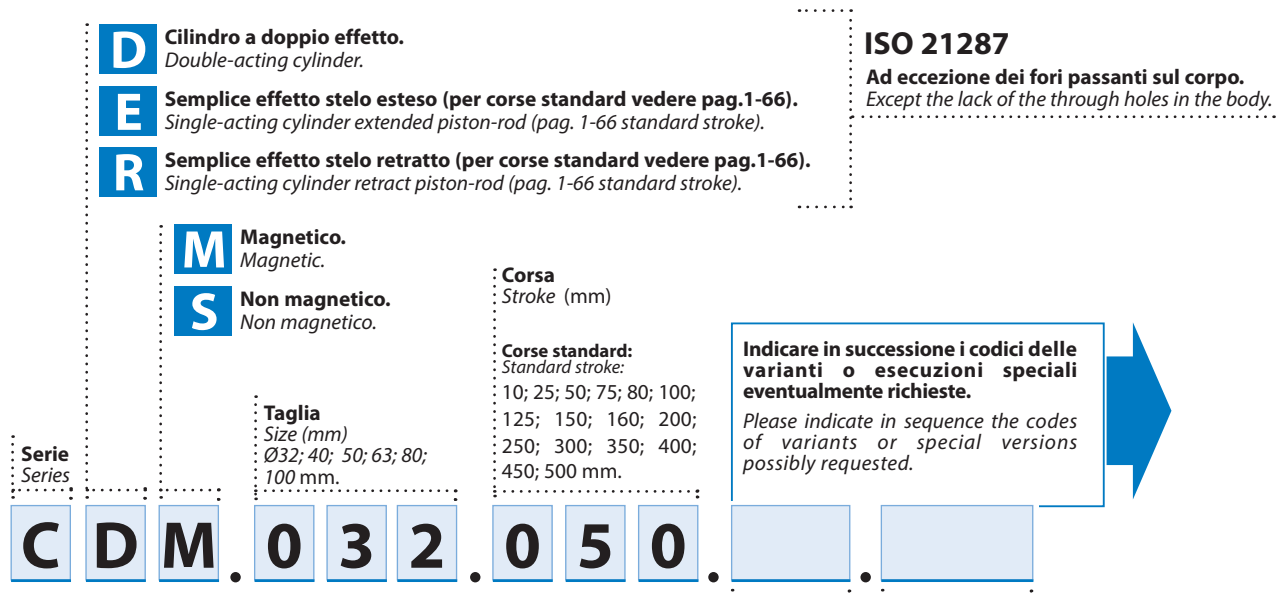 D
Cilindro a doppio effetto.
Double-acting cylinder.
E
Semplice effetto stelo esteso (per corse standard vedere pag.1-66).
Single-acting cylinder extended piston-rod (pag. 1-66 standard stroke).
R
Semplice effetto stelo retratto (per corse standard vedere pag.1-66).
Single-acting cylinder retract piston-rod (pag. 1-66 standard stroke).
ISO 21287
Ad eccezione dei fori passanti sul corpo.
Except the lack of the through holes in the body.
M
Magnetico.
Magnetic.
S
Non magnetico.
Non magnetico.
Serie
Series
Taglia
Size (mm)
Ø32; 40; 50; 63; 80;
100 mm.
Corsa
Stroke (mm)
Corse standard:
Standard stroke:
10; 25; 50; 75; 80; 100;
125; 150; 160; 200;
250; 300; 350; 400;
450; 500 mm.
Indicare in successione i codici delle
varianti o esecuzioni speciali
eventualmente richieste.
Please indicate in sequence the codes
of variants or special versions
possibly requested.
C D M . 0 3 2 . 0 5 0 . .